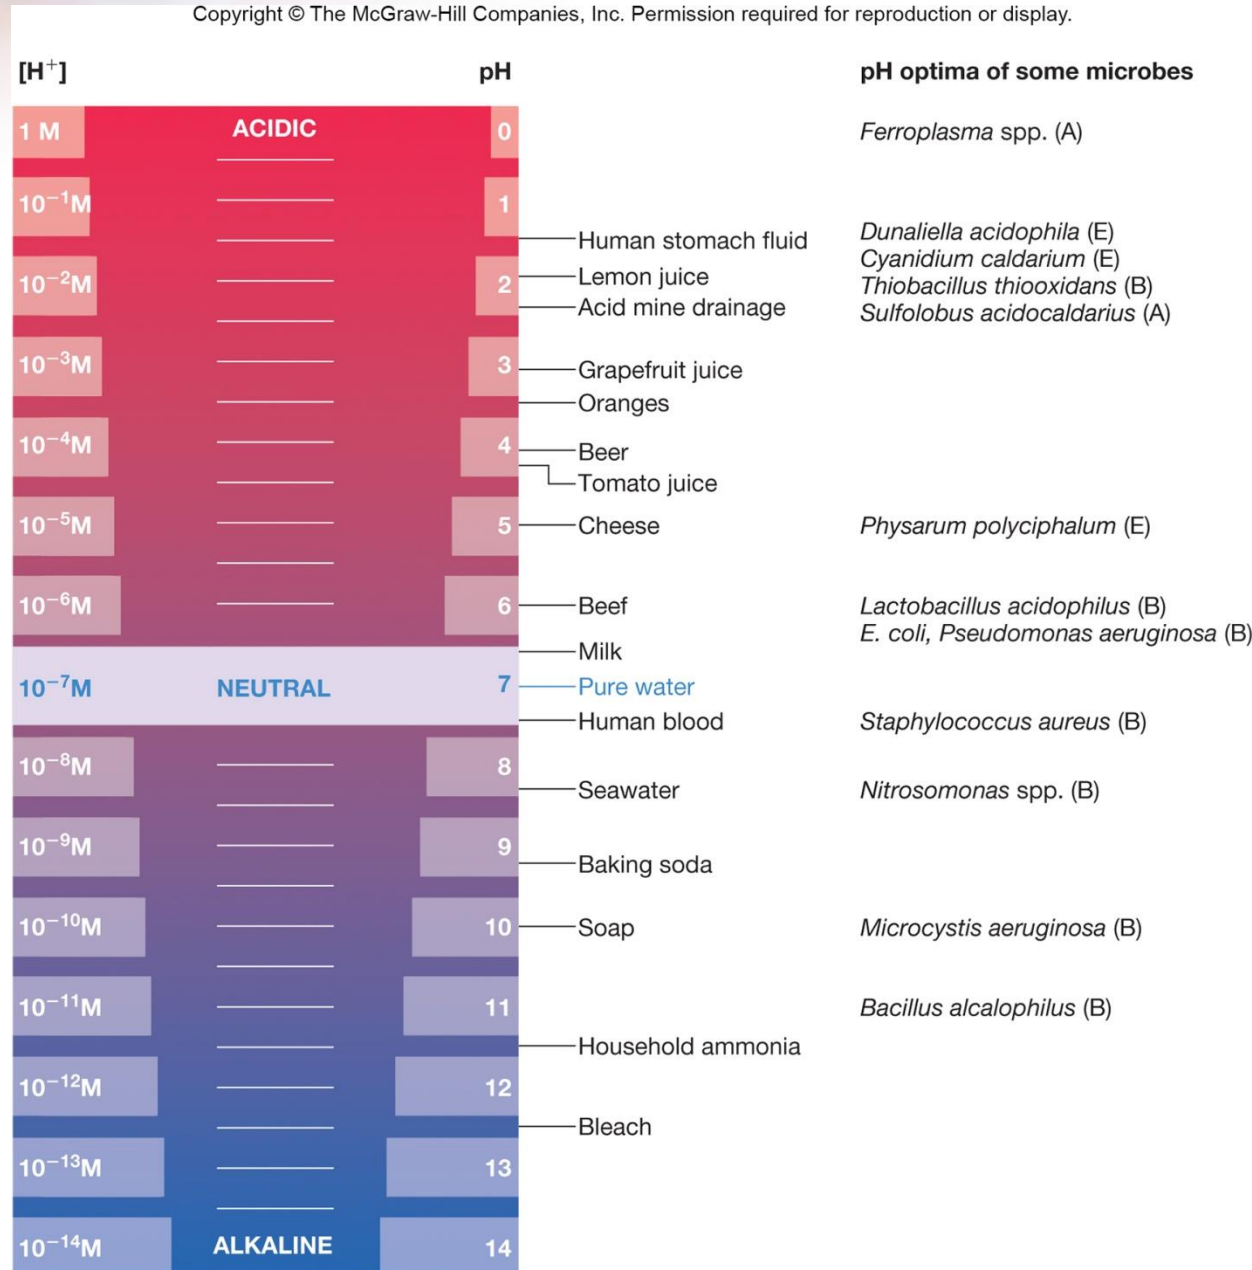 Copyright © The McGraw-Hill Companies, Inc. Permission required for reproduction or display.
[H⁺] pH pH optima of some microbes
1 M ACIDIC 0 Ferroplasma spp. (A)
10⁻¹M 1
Human stomach fluid Dunaliella acidophila (E)
Cyanidium caldarium (E)
Lemon juice
10⁻²M 2 Thiobacillus thiooxidans (B)
Acid mine drainage Sulfolobus acidocaldarius (A)
10⁻³M 3 Grapefruit juice
Oranges
10⁻⁴M 4 Beer
Tomato juice
10⁻⁵M 5 Cheese Physarum polyciphalum (E)
10⁻⁶M 6 Beef Lactobacillus acidophilus (B)
E. coli, Pseudomonas aeruginosa (B)
Milk
10⁻⁷M NEUTRAL 7 Pure water
Human blood Staphylococcus aureus (B)
10⁻⁸M 8
Seawater Nitrosomonas spp. (B)
10⁻⁹M 9
Baking soda
10⁻¹⁰M 10 Soap Microcystis aeruginosa (B)
10⁻¹¹M 11 Bacillus alcalophilus (B)
Household ammonia
10⁻¹²M 12
Bleach
10⁻¹³M 13
10⁻¹⁴M ALKALINE 14